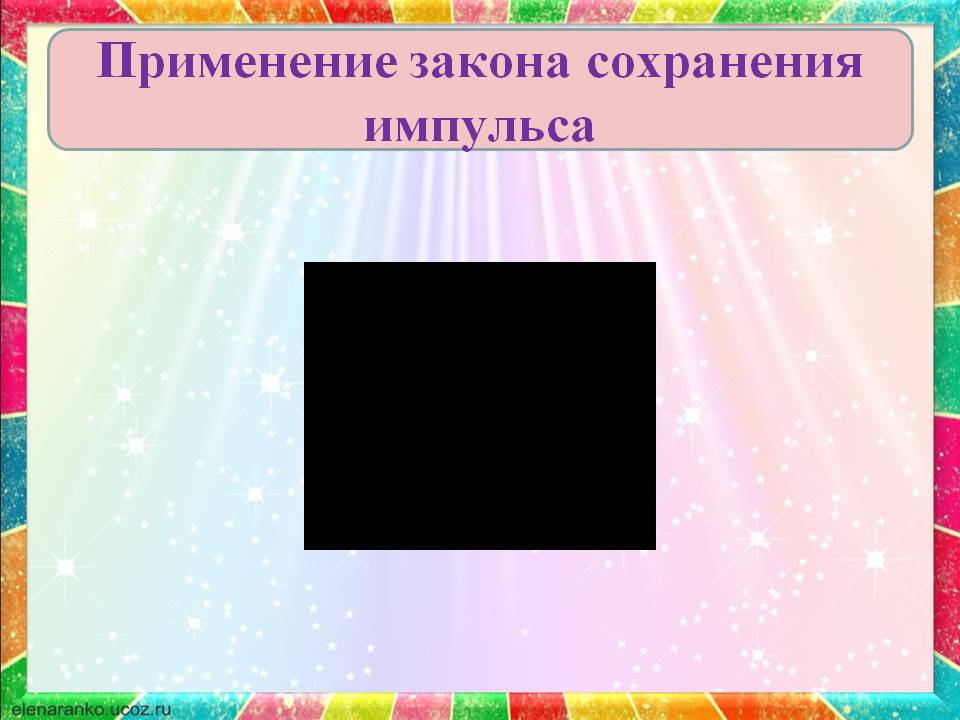 Применение закона сохранения
импульса
elenaranko.ucoz.ru